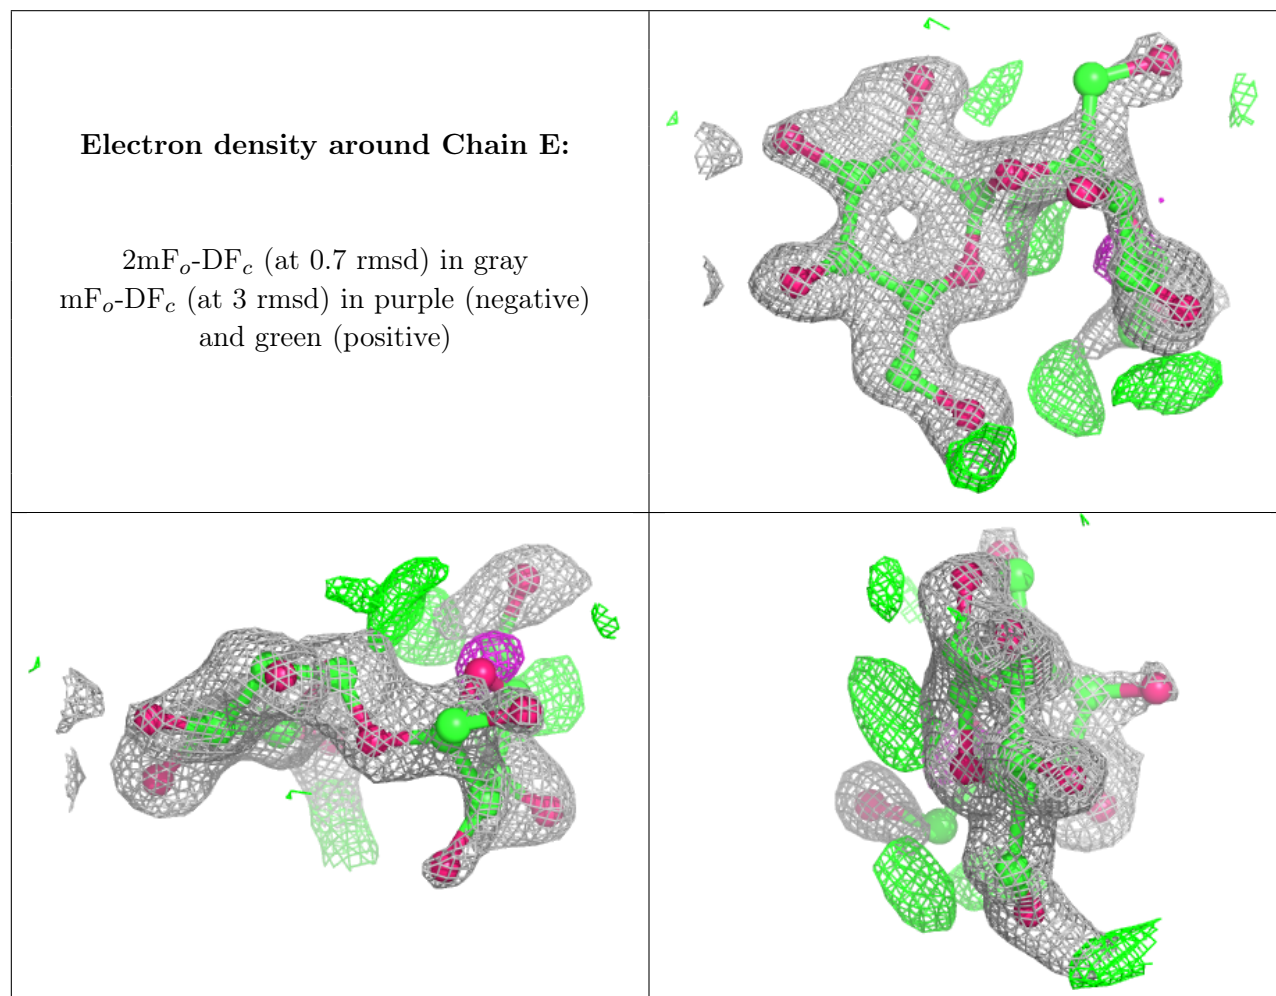 Electron density around Chain E:
2mFₒ-DF𝒸 (at 0.7 rmsd) in gray
mFₒ-DF𝒸 (at 3 rmsd) in purple (negative)
and green (positive)